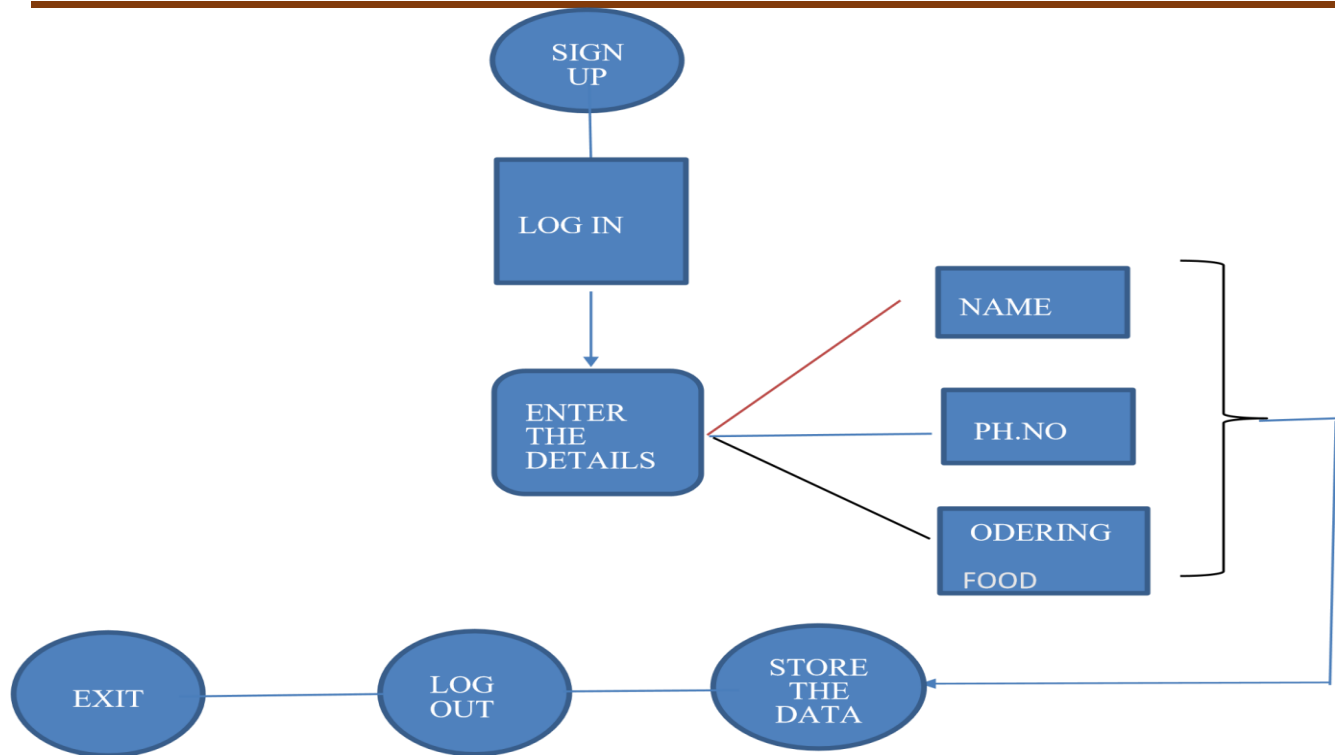 SIGN
UP
LOG IN
NAME
ENTER
THE
DETAILS
PH.NO
ODERING
FOOD
STORE
THE
DATA
LOG
OUT
EXIT